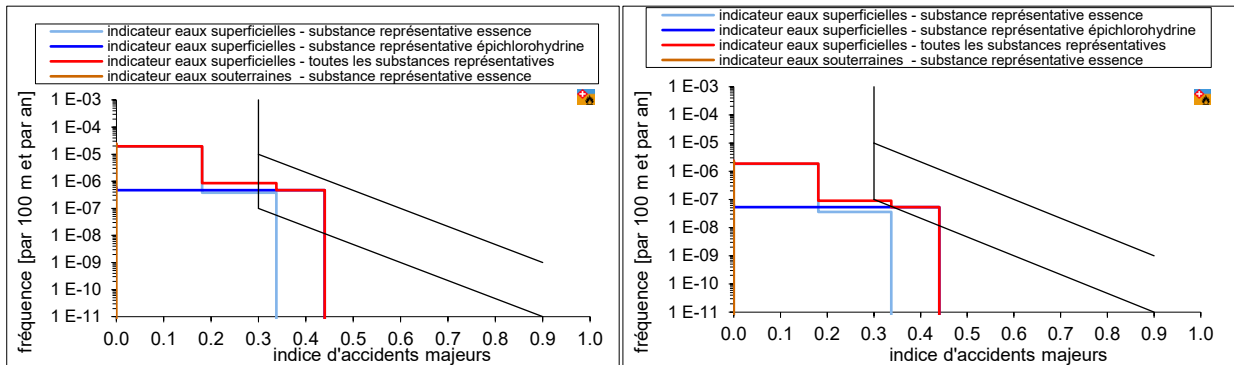 indicateur eaux superficielles - substance représentative essence
indicateur eaux superficielles - substance représentative épichlorohydrine
indicateur eaux superficielles - toutes les substances représentatives
indicateur eaux souterraines - substance représentative essence
fréquence [par 100 m et par an]
1 E-03
1 E-04
1 E-05
1 E-06
1 E-07
1 E-08
1 E-09
1 E-10
1 E-11
0.0 0.1 0.2 0.3 0.4 0.5 0.6 0.7 0.8 0.9 1.0
indice d'accidents majeurs
indicateur eaux superficielles - substance représentative essence
indicateur eaux superficielles - substance représentative épichlorohydrine
indicateur eaux superficielles - toutes les substances représentatives
indicateur eaux souterraines - substance représentative essence
fréquence [par 100 m et par an]
1 E-03
1 E-04
1 E-05
1 E-06
1 E-07
1 E-08
1 E-09
1 E-10
1 E-11
0.0 0.1 0.2 0.3 0.4 0.5 0.6 0.7 0.8 0.9 1.0
indice d'accidents majeurs